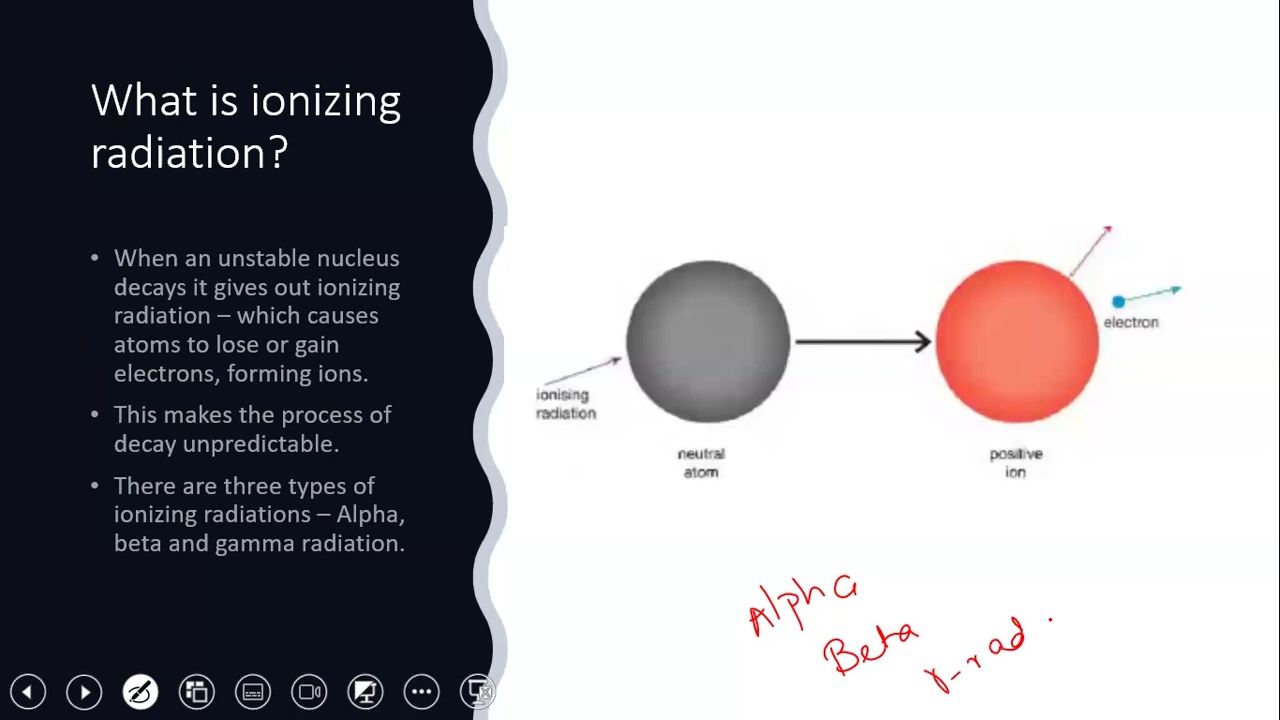 What is ionizing
radiation?
• When an unstable nucleus
decays it gives out ionizing
radiation – which causes
atoms to lose or gain
electrons, forming ions.
• This makes the process of
decay unpredictable.
• There are three types of
ionizing radiations – Alpha,
beta and gamma radiation.
electron
ionising
radiation
neutral
atom
positive
ion
Alpha
Beta
γ-rad.